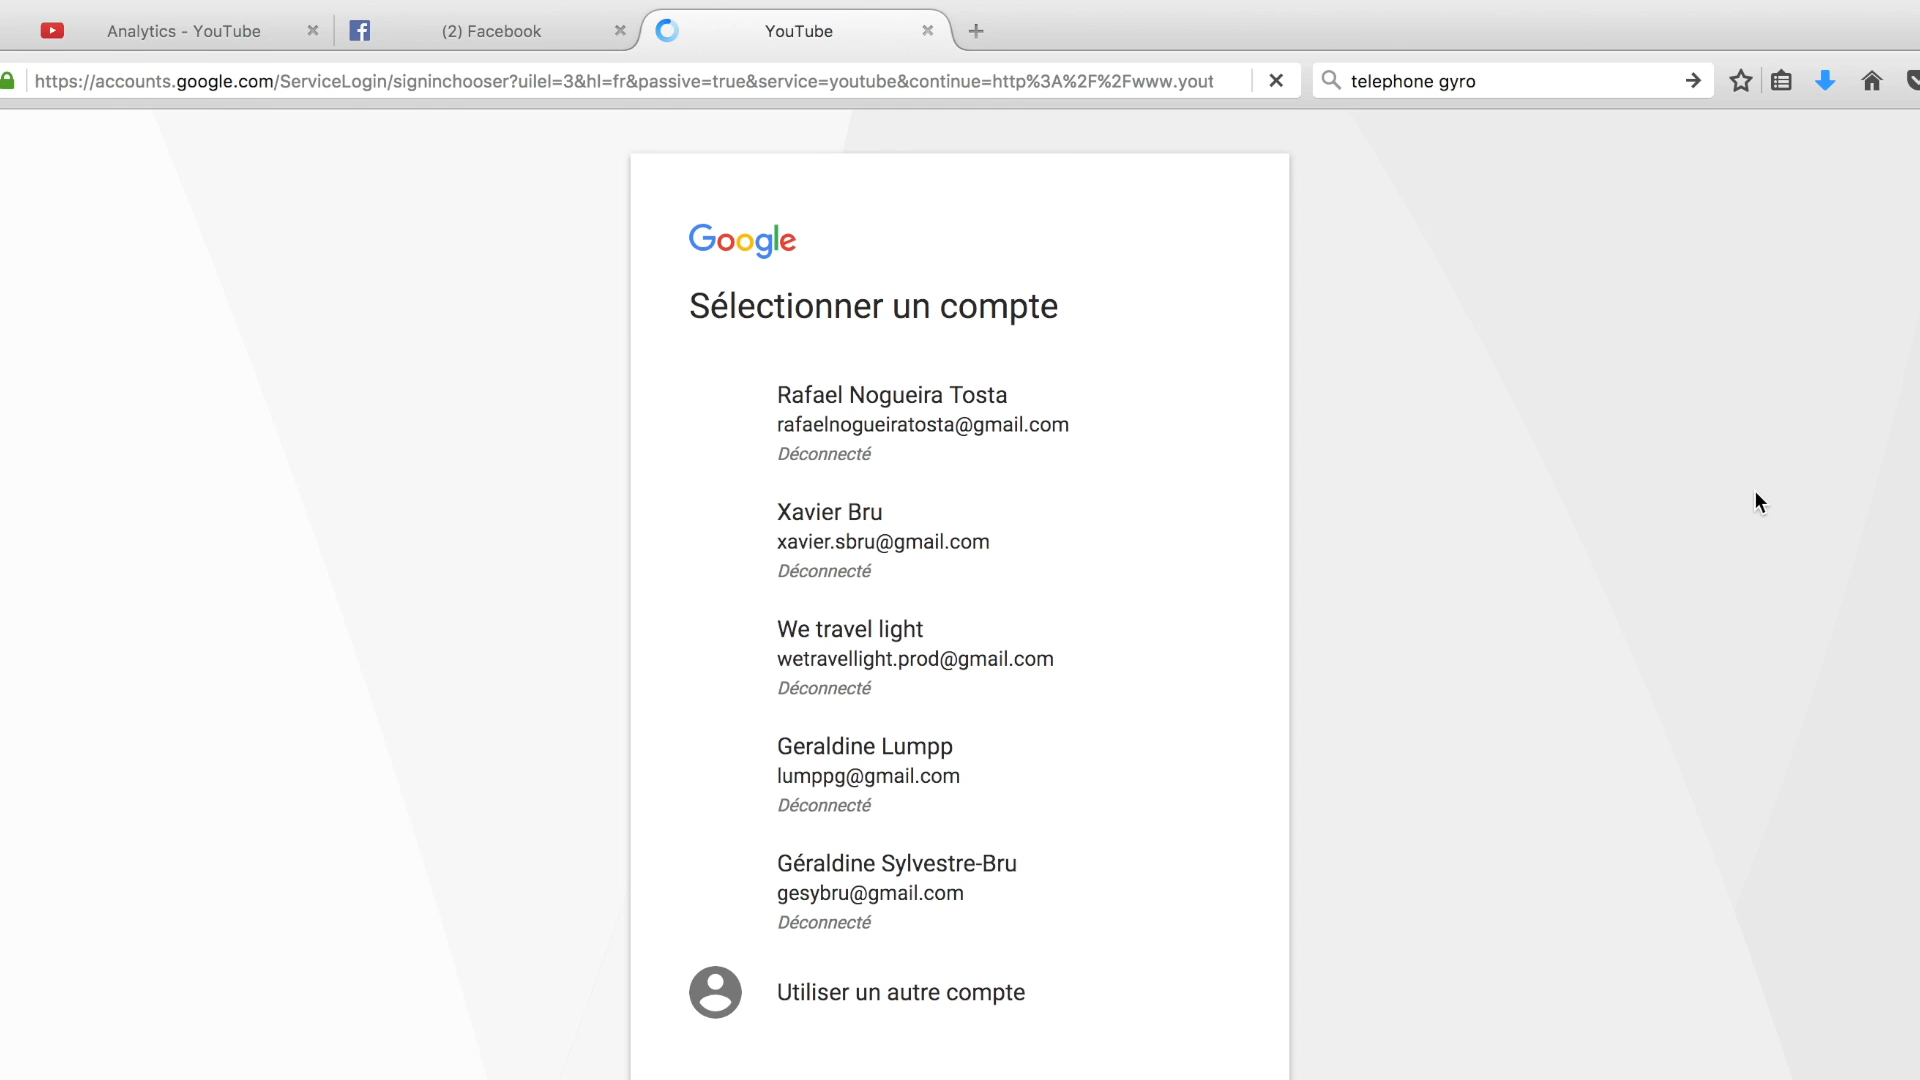 Analytics - YouTube
(2) Facebook
YouTube
https://accounts.google.com/ServiceLogin/signinchooser?uilel=3&hl=fr&passive=true&service=youtube&continue=http%3A%2F%2Fwww.yout
telephone gyro
Google
Sélectionner un compte
Rafael Nogueira Tosta
rafaelnogueiratosta@gmail.com
Déconnecté
Xavier Bru
xavier.sbru@gmail.com
Déconnecté
We travel light
wetravellight.prod@gmail.com
Déconnecté
Geraldine Lumpp
lumppg@gmail.com
Déconnecté
Géraldine Sylvestre-Bru
gesybru@gmail.com
Déconnecté
Utiliser un autre compte